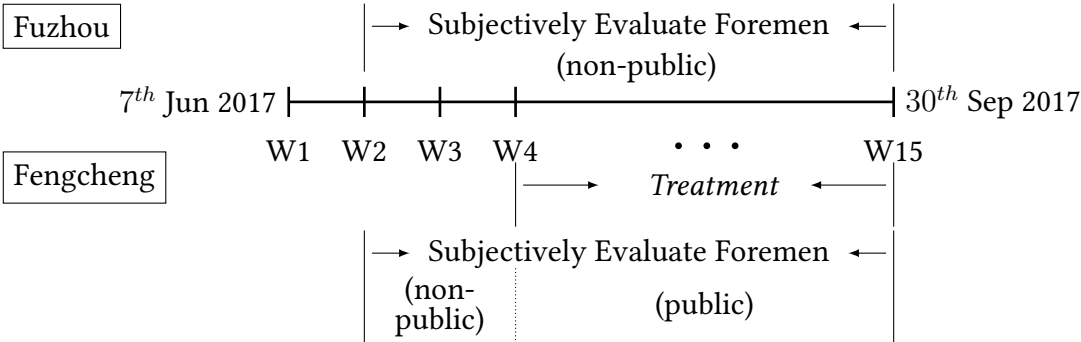 Fuzhou
Subjectively Evaluate Foremen
(non-public)
7th Jun 2017
30th Sep 2017
W1 W2 W3 W4 ... W15
Fengcheng
Treatment
Subjectively Evaluate Foremen
(non-
public)
(public)